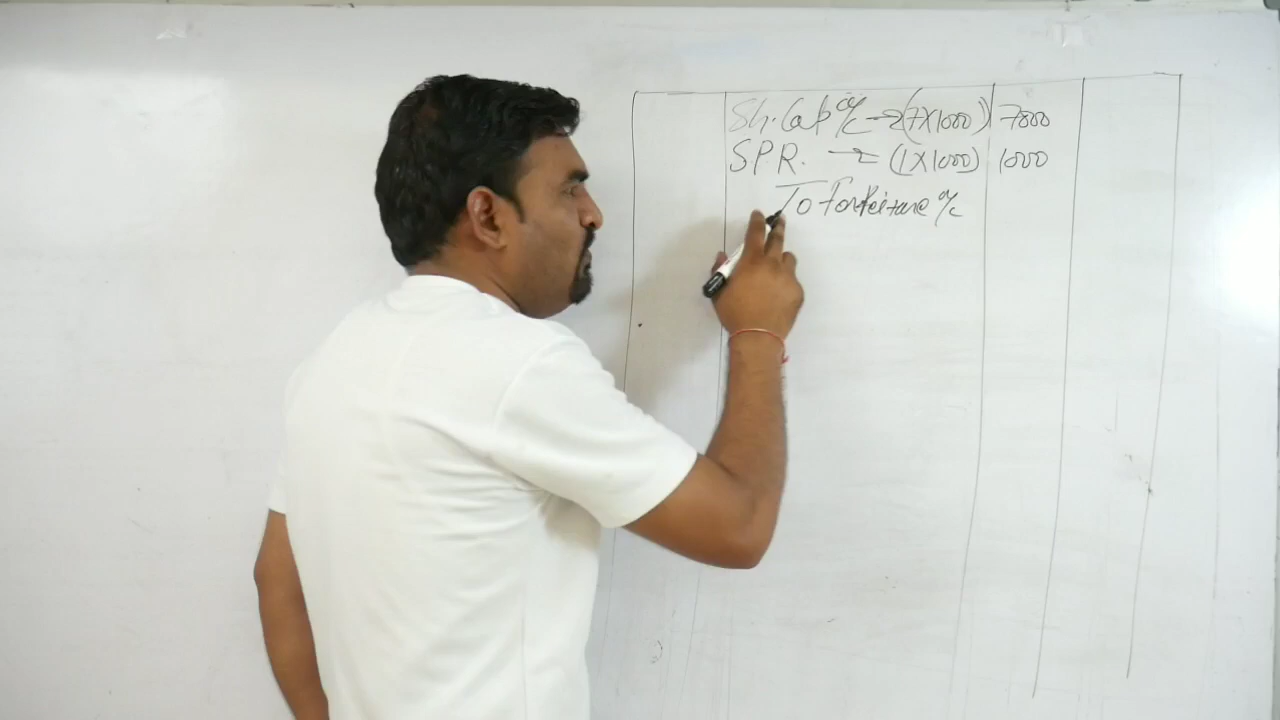 Sh. Cap a/c → (7X1000) 7000
SPR. → (1X1000) 1000
To Forfeiture a/c